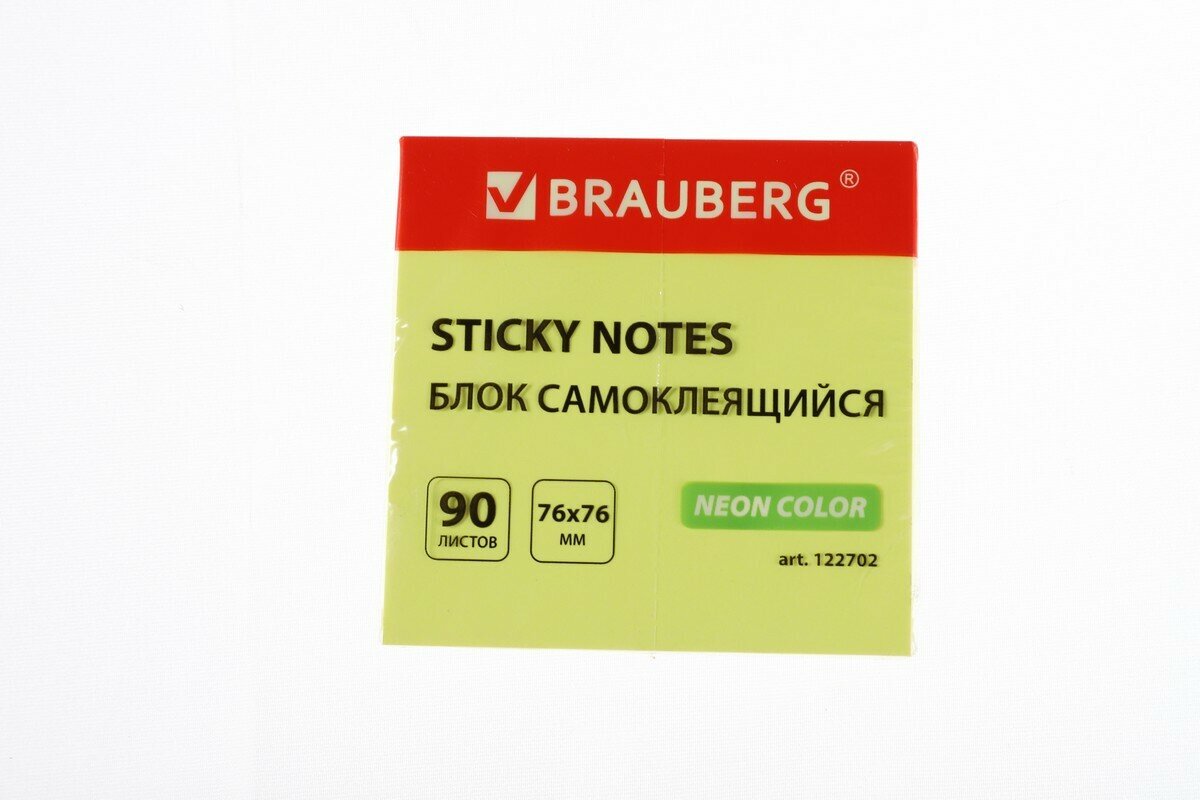 BRAUBERG®
STICKY NOTES
БЛОК САМОКЛЕЯЩИЙСЯ
90
ЛИСТОВ
76x76
ММ
NEON COLOR
art. 122702